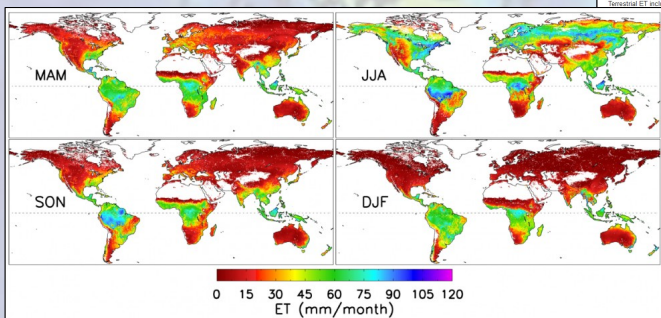 Terrestrial ET incl
MAM
JJA
SON
DJF
0 15 30 45 60 75 90 105 120
ET (mm/month)